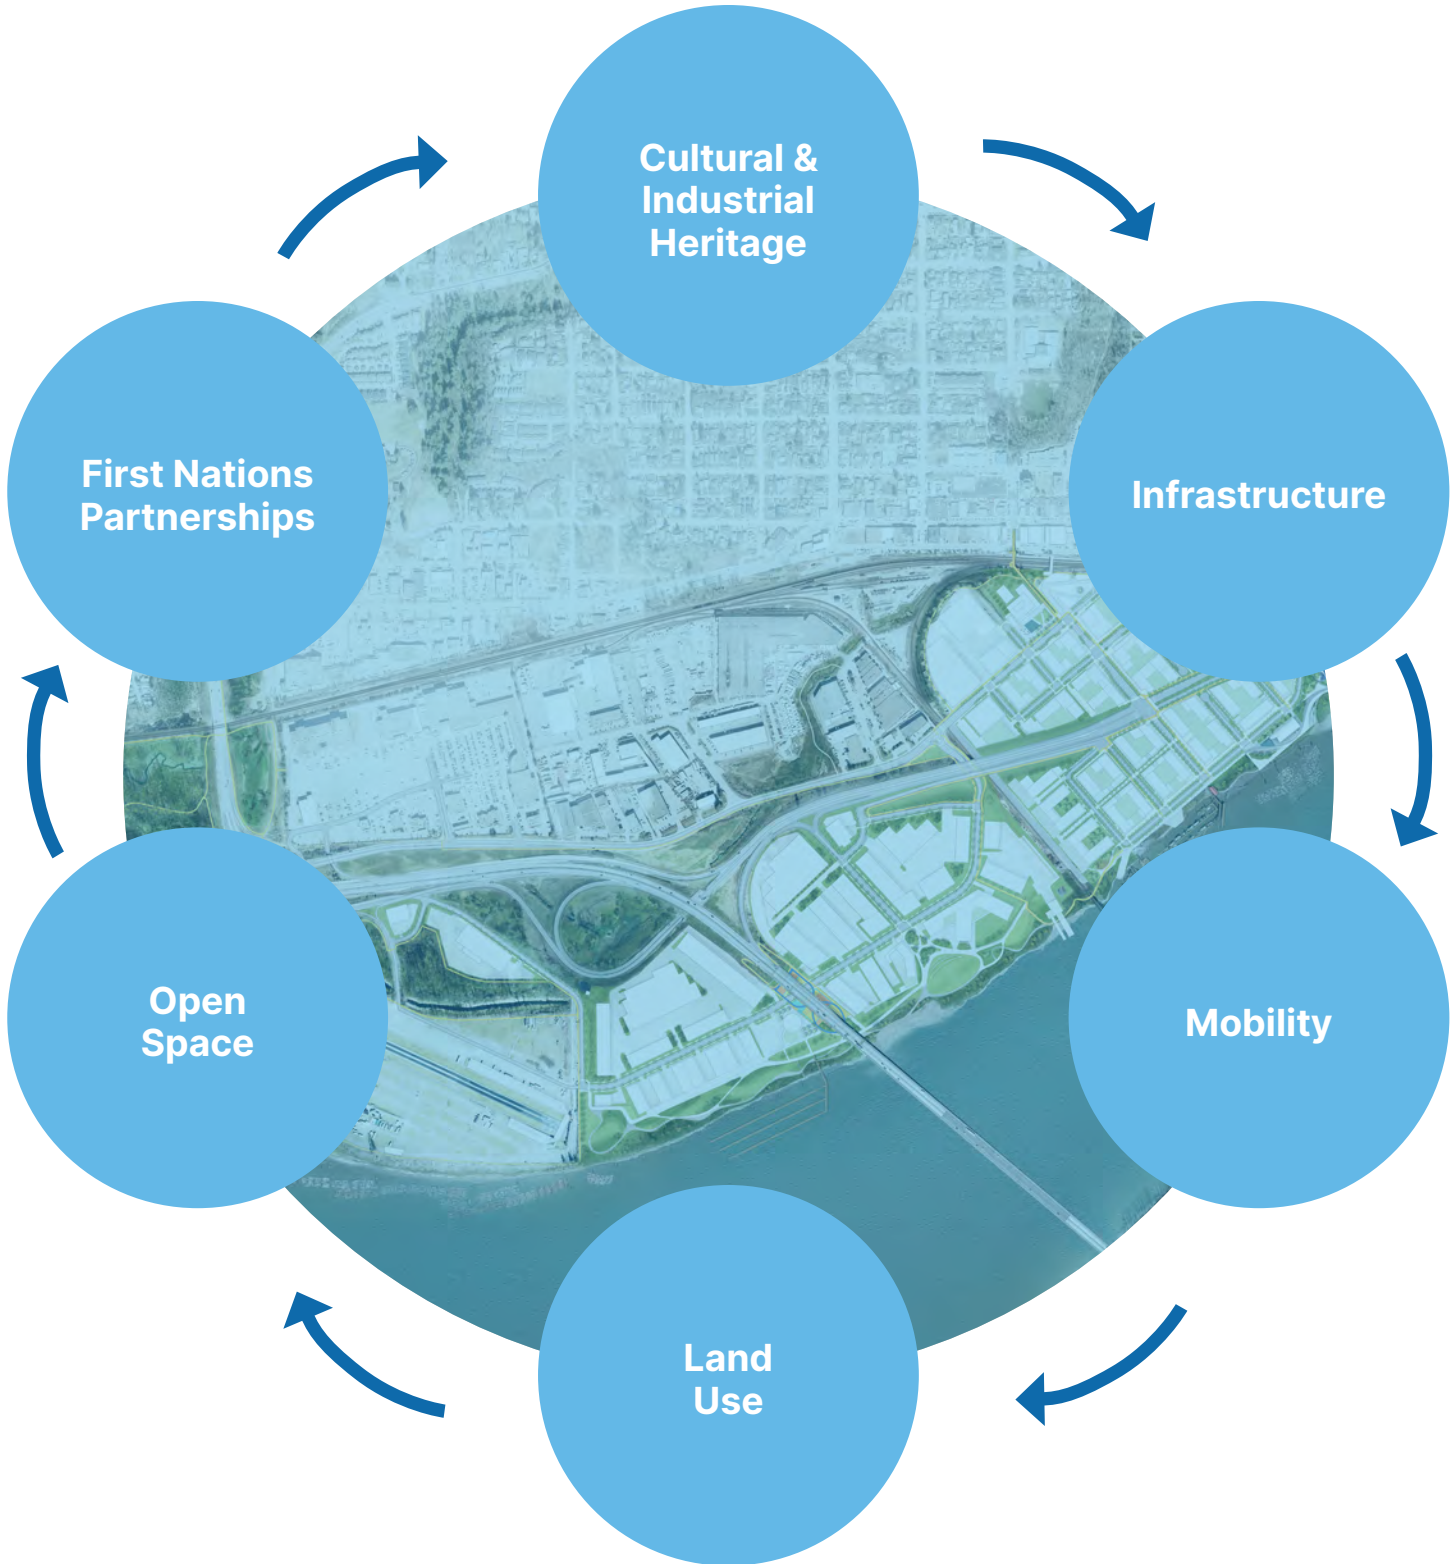 Cultural &
Industrial
Heritage
First Nations
Partnerships
Infrastructure
Open
Space
Mobility
Land
Use